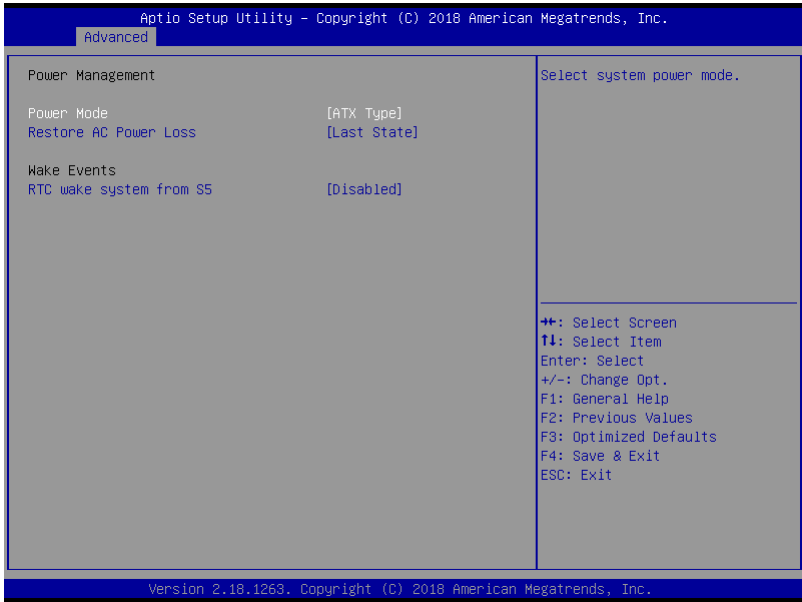 Aptio Setup Utility – Copyright (C) 2018 American Megatrends, Inc.
Advanced
Power Management
Power Mode [ATX Type]
Restore AC Power Loss [Last State]
Wake Events
RTC wake system from S5 [Disabled]
Select system power mode.
→←: Select Screen
↑↓: Select Item
Enter: Select
+/-: Change Opt.
F1: General Help
F2: Previous Values
F3: Optimized Defaults
F4: Save & Exit
ESC: Exit
Version 2.18.1263. Copyright (C) 2018 American Megatrends, Inc.